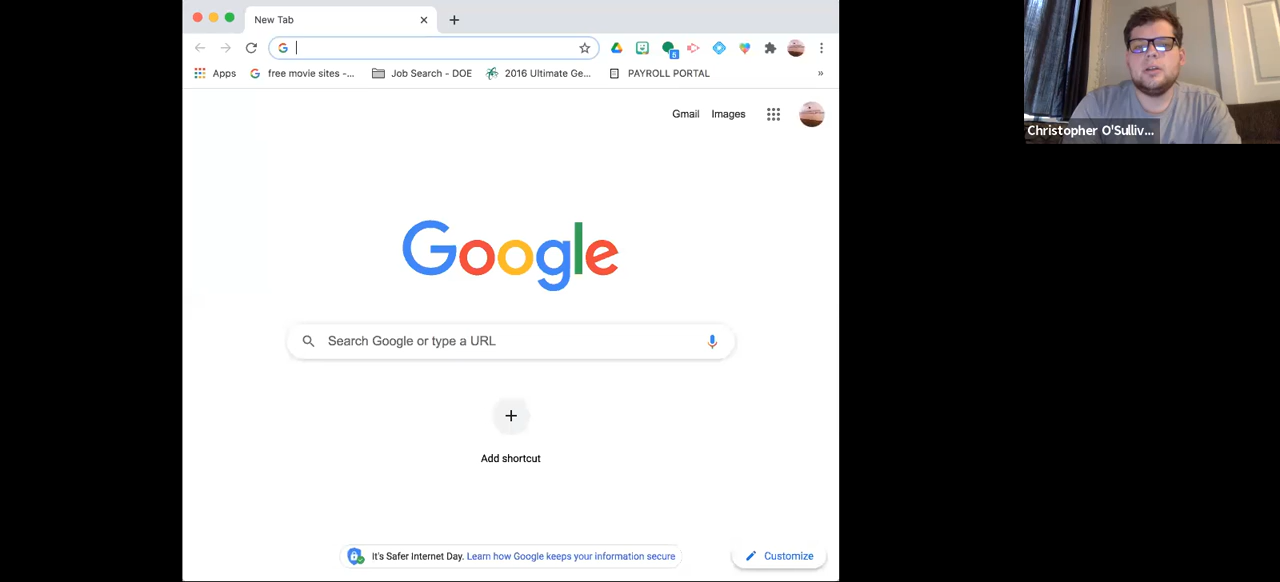 New Tab
Apps
free movie sites -...
Job Search - DOE
2016 Ultimate Ge...
PAYROLL PORTAL
»
Gmail
Images
Google
Search Google or type a URL
Add shortcut
It's Safer Internet Day. Learn how Google keeps your information secure
Customize
Christopher O'Sulliv...